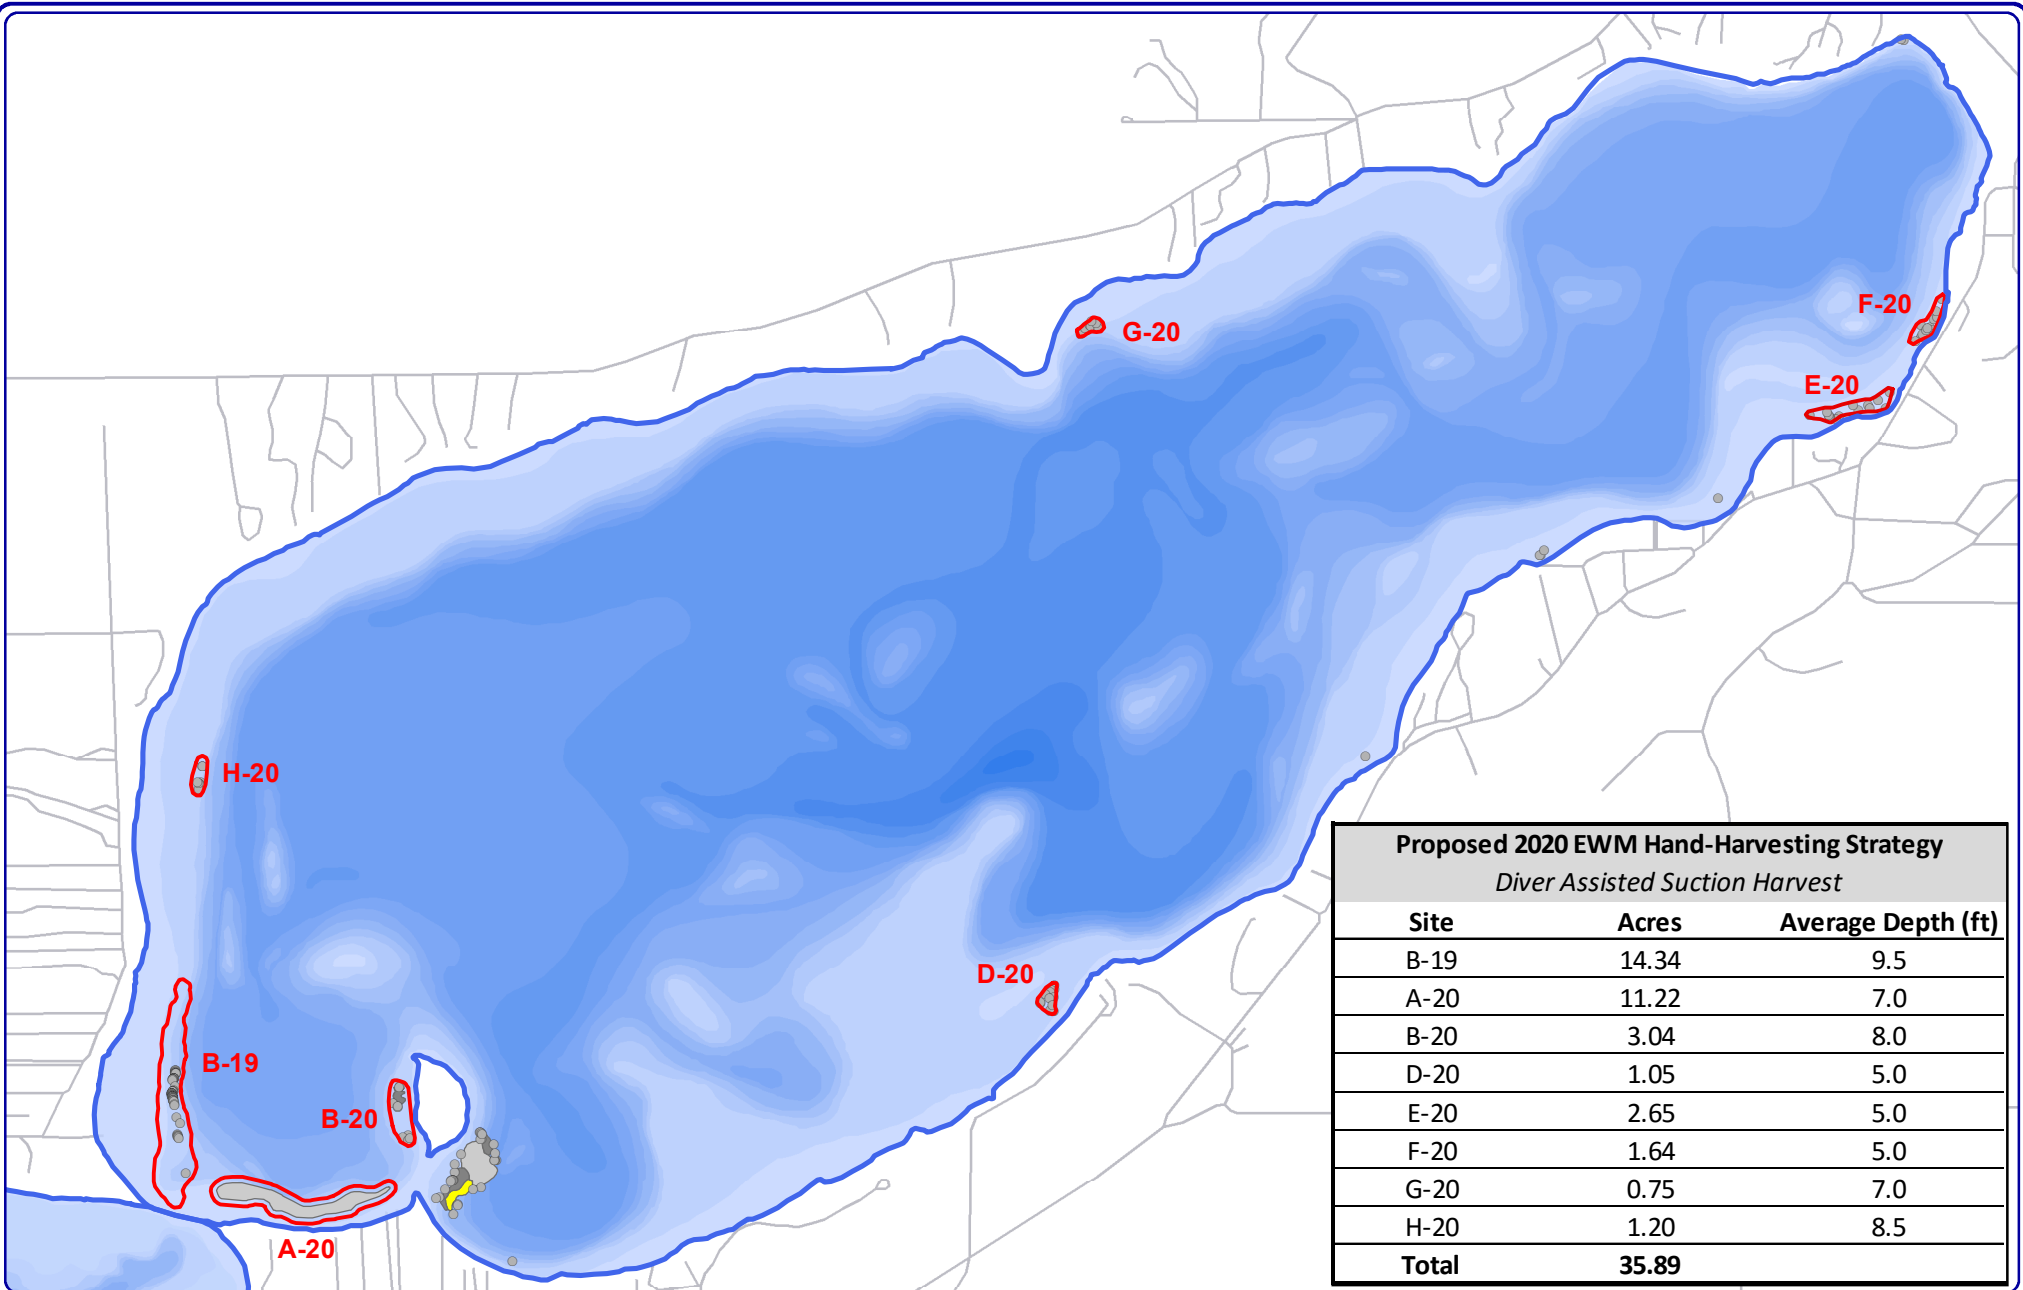 F-20
G-20
E-20
H-20
D-20
B-19
B-20
A-20
Proposed 2020 EWM Hand-Harvesting Strategy
Diver Assisted Suction Harvest
Site Acres Average Depth (ft)
B-19 14.34 9.5
A-20 11.22 7.0
B-20 3.04 8.0
D-20 1.05 5.0
E-20 2.65 5.0
F-20 1.64 5.0
G-20 0.75 7.0
H-20 1.20 8.5
Total 35.89